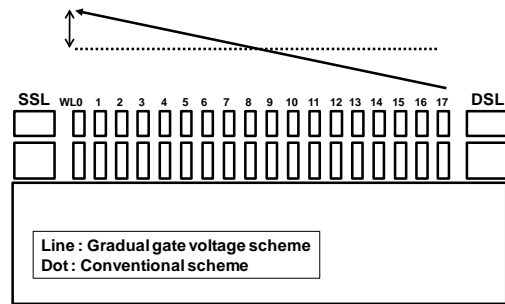 SSL WL0 1 2 3 4 5 6 7 8 9 10 11 12 13 14 15 16 17 DSL
Line : Gradual gate voltage scheme
Dot : Conventional scheme